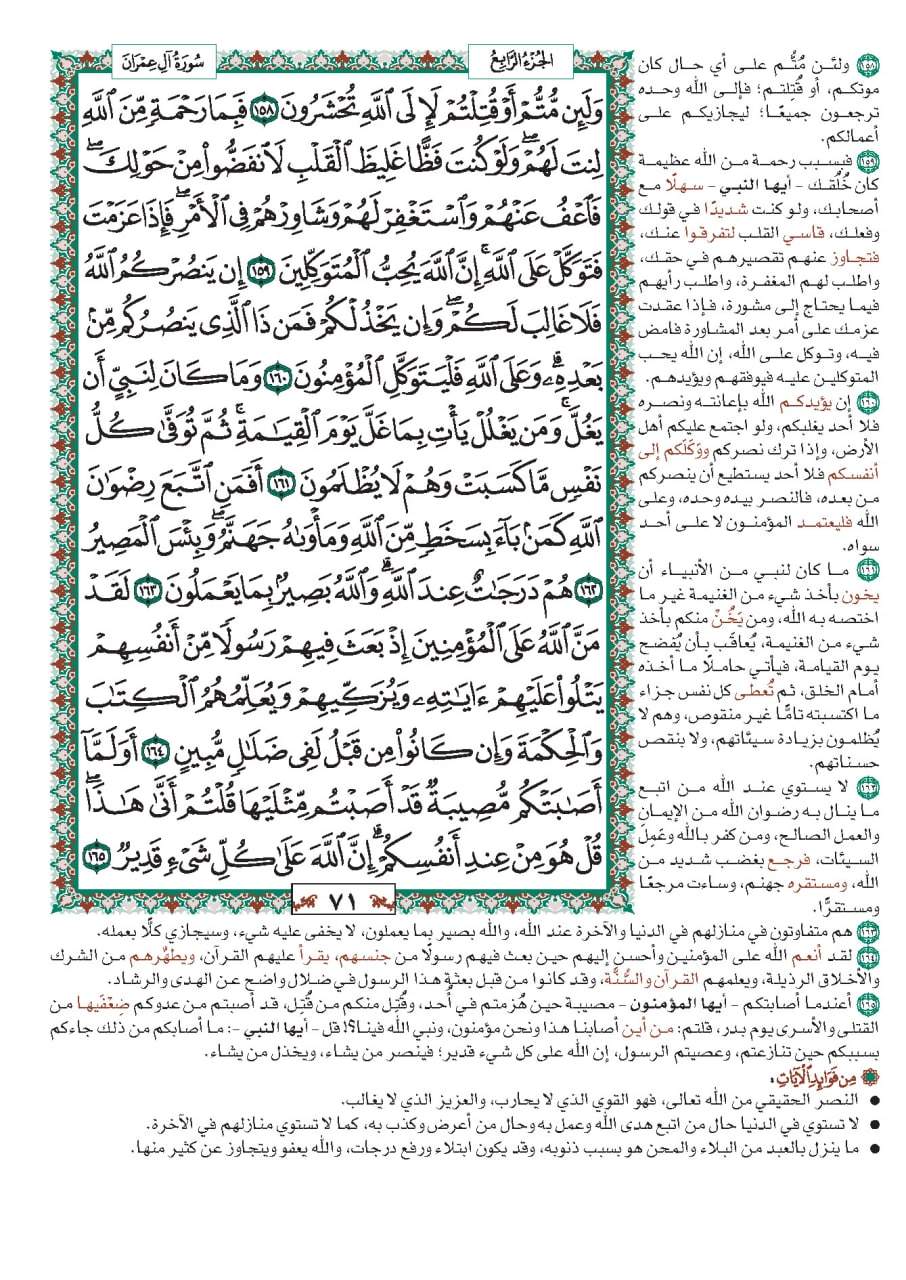 الجُزْءُ الرَّابِعُ
سُورَةُ آلِ عِمْرَانَ
وَلَئِن مُّتُّمْ أَوْ قُتِلْتُمْ لَإِلَى ٱللَّهِ تُحْشَرُونَ ١٥٨ فَبِمَا رَحْمَةٍ مِّنَ ٱللَّهِ
لِنتَ لَهُمْ ۖ وَلَوْ كُنتَ فَظًّا غَلِيظَ ٱلْقَلْبِ لَٱنفَضُّوا۟ مِنْ حَوْلِكَ ۖ
فَٱعْفُ عَنْهُمْ وَٱسْتَغْفِرْ لَهُمْ وَشَاوِرْهُمْ فِى ٱلْأَمْرِ ۖ فَإِذَا عَزَمْتَ
فَتَوَكَّلْ عَلَى ٱللَّهِ ۚ إِنَّ ٱللَّهَ يُحِبُّ ٱلْمُتَوَكِّلِينَ ١٥٩ إِن يَنصُرْكُمُ ٱللَّهُ
فَلَا غَالِبَ لَكُمْ ۖ وَإِن يَخْذُلْكُمْ فَمَن ذَا ٱلَّذِى يَنصُرُكُم مِّنۢ
بَعْدِهِۦ ۗ وَعَلَى ٱللَّهِ فَلْيَتَوَكَّلِ ٱلْمُؤْمِنُونَ ١٦٠ وَمَا كَانَ لِنَبِىٍّ أَن
يَغُلَّ ۚ وَمَن يَغْلُلْ يَأْتِ بِمَا غَلَّ يَوْمَ ٱلْقِيَٰمَةِ ۚ ثُمَّ تُوَفَّىٰ كُلُّ
نَفْسٍ مَّا كَسَبَتْ وَهُمْ لَا يُظْلَمُونَ ١٦١ أَفَمَنِ ٱتَّبَعَ رِضْوَٰنَ
ٱللَّهِ كَمَنۢ بَآءَ بِسَخَطٍ مِّنَ ٱللَّهِ وَمَأْوَىٰهُ جَهَنَّمُ ۚ وَبِئْسَ ٱلْمَصِيرُ
١٦٢ هُمْ دَرَجَٰتٌ عِندَ ٱللَّهِ ۗ وَٱللَّهُ بَصِيرٌۢ بِمَا يَعْمَلُونَ ١٦٣ لَقَدْ
مَنَّ ٱللَّهُ عَلَى ٱلْمُؤْمِنِينَ إِذْ بَعَثَ فِيهِمْ رَسُولًا مِّنْ أَنفُسِهِمْ
يَتْلُوا۟ عَلَيْهِمْ ءَايَٰتِهِۦ وَيُزَكِّيهِمْ وَيُعَلِّمُهُمُ ٱلْكِتَٰبَ
وَٱلْحِكْمَةَ وَإِن كَانُوا۟ مِن قَبْلُ لَفِى ضَلَٰلٍ مُّبِينٍ ١٦٤ أَوَلَمَّآ
أَصَٰبَتْكُم مُّصِيبَةٌ قَدْ أَصَبْتُم مِّثْلَيْهَا قُلْتُمْ أَنَّىٰ هَٰذَا ۖ
قُلْ هُوَ مِنْ عِندِ أَنفُسِكُمْ ۗ إِنَّ ٱللَّهَ عَلَىٰ كُلِّ شَىْءٍ قَدِيرٌ ١٦٥
٧١
١٥٨ ولئن مُتُّم على أي حال كان
موتكم، أو قُتِلتم؛ فإلى الله وحده
ترجعون جميعًا؛ ليجازيكم على
أعمالكم.
١٥٩ فبسبب رحمة من الله عظيمة
كان خُلُقك - أيها النبي - سهلًا مع
أصحابك، ولو كنت شديدًا في قولك
وفعلك، قاسي القلب لتفرقوا عنك،
فتجاوز عنهم تقصيرهم في حقك،
واطلب لهم المغفرة، واطلب رأيهم
فيما يحتاج إلى مشورة، فإذا عقدت
عزمك على أمر بعد المشاورة فامض
فيه، وتوكل على الله، إن الله يحب
المتوكلين عليه فيوفقهم ويؤيدهم.
١٦٠ إن يؤيدكم الله بإعانته ونصره
فلا أحد يغلبكم، ولو اجتمع عليكم أهل
الأرض، وإذا ترك نصركم ووَكَلَكم إلى
أنفسكم فلا أحد يستطيع أن ينصركم
من بعده، فالنصر بيده وحده، وعلى
الله فليعتمد المؤمنون لا على أحد
سواه.
١٦١ ما كان لنبي من الأنبياء أن
يخون بأخذ شيء من الغنيمة غير ما
اختصه به الله، ومن يَخُنْ منكم بأخذ
شيء من الغنيمة، يُعاقَب بأن يُفضح
يوم القيامة، فيأتي حاملًا ما أخذه
أمام الخلق، ثم تُعطى كل نفس جزاء
ما اكتسبته تامًّا غير منقوص، وهم لا
يُظلمون بزيادة سيئاتهم، ولا بنقص
حسناتهم.
١٦٢ لا يستوي عند الله من اتبع
ما ينال به رضوان الله من الإيمان
والعمل الصالح، ومن كفر بالله وعَمِلَ
السيئات، فرجع بغضب شديد من
الله، ومستقره جهنم، وساءت مرجعًا
ومستقرًّا.
١٦٣ هم متفاوتون في منازلهم في الدنيا والآخرة عند الله، والله بصير بما يعملون، لا يخفى عليه شيء، وسيجازي كلًّا بعمله.
١٦٤ لقد أنعم الله على المؤمنين وأحسن إليهم حين بعث فيهم رسولًا من جنسهم، يقرأ عليهم القرآن، ويطهِّرهم من الشرك
والأخلاق الرذيلة، ويعلمهم القرآن والسُّنَّة، وقد كانوا من قبل بعثة هذا الرسول في ضلال واضح عن الهدى والرشاد.
١٦٥ أعندما أصابتكم - أيها المؤمنون - مصيبة حين هُزمتم في أُحد، وقُتِل منكم من قُتِل، قد أصبتم من عدوكم ضِعْفَيها من
القتلى والأسرى يوم بدر، قلتم: من أين أصابنا هذا ونحن مؤمنون، ونبي الله فينا؟! قل - أيها النبي -: ما أصابكم من ذلك جاءكم
بسببكم حين تنازعتم، وعصيتم الرسول، إن الله على كل شيء قدير؛ فينصر من يشاء، ويخذل من يشاء.
مِن فَوَائِدِ الآيَاتِ:
● النصر الحقيقي من الله تعالى، فهو القوي الذي لا يحارب، والعزيز الذي لا يغالب.
● لا تستوي في الدنيا حال من اتبع هدى الله وعمل به وحال من أعرض وكذب به، كما لا تستوي منازلهم في الآخرة.
● ما ينزل بالعبد من البلاء والمحن هو بسبب ذنوبه، وقد يكون ابتلاء ورفع درجات، والله يعفو ويتجاوز عن كثير منها.